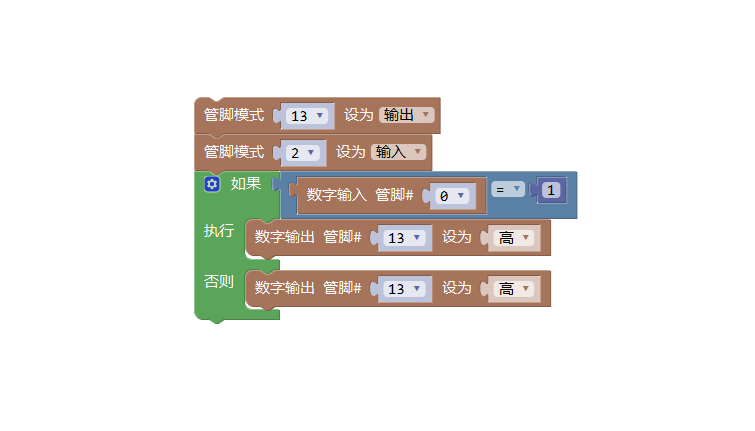 管脚模式 13 设为 输出
管脚模式 2 设为 输入
如果 数字输入 管脚# 0 = 1
执行 数字输出 管脚# 13 设为 高
否则 数字输出 管脚# 13 设为 高